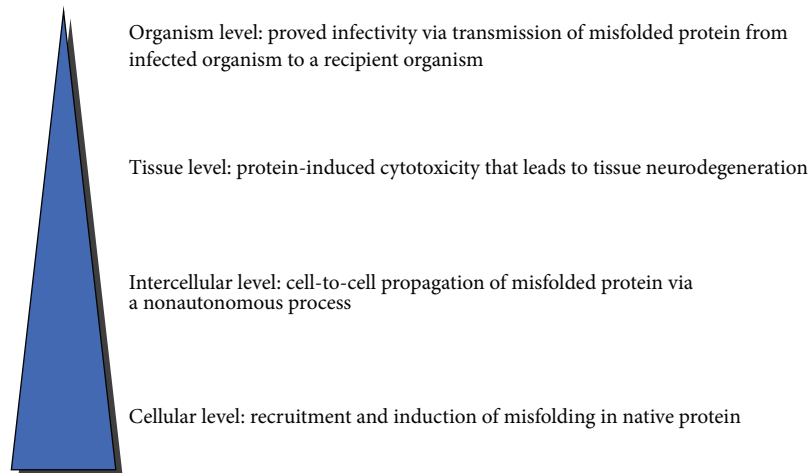 Organism level: proved infectivity via transmission of misfolded protein from
infected organism to a recipient organism
Tissue level: protein-induced cytotoxicity that leads to tissue neurodegeneration
Intercellular level: cell-to-cell propagation of misfolded protein via
a nonautonomous process
Cellular level: recruitment and induction of misfolding in native protein